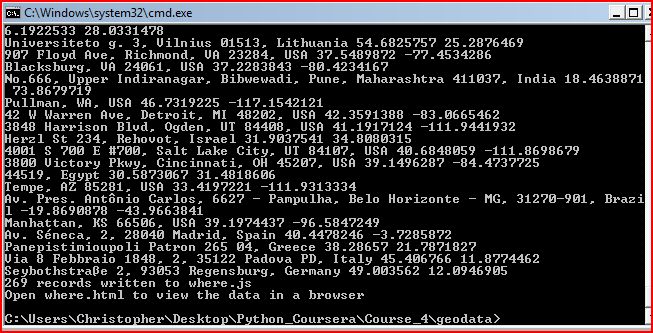 C:\Windows\system32\cmd.exe
6.1922533 28.0331478
Universiteto g. 3, Vilnius 01513, Lithuania 54.6825757 25.2876469
907 Floyd Ave, Richmond, VA 23284, USA 37.5489872 -77.4534286
Blacksburg, VA 24061, USA 37.2283843 -80.4234167
No.666, Upper Indiranagar, Bibwewadi, Pune, Maharashtra 411037, India 18.4638871
 73.8679719
Pullman, WA, USA 46.7319225 -117.1542121
42 W Warren Ave, Detroit, MI 48202, USA 42.3591388 -83.0665462
3848 Harrison Blvd, Ogden, UT 84408, USA 41.1917124 -111.9441932
Herzl St 234, Rehovot, Israel 31.9037541 34.8080315
4001 S 700 E #700, Salt Lake City, UT 84107, USA 40.6848059 -111.8698679
3800 Victory Pkwy, Cincinnati, OH 45207, USA 39.1496287 -84.4737725
44519, Egypt 30.5873067 31.4818606
Tempe, AZ 85281, USA 33.4197221 -111.9313334
Av. Pres. Antônio Carlos, 6627 - Pampulha, Belo Horizonte - MG, 31270-901, Brazi
l -19.8690878 -43.9663841
Manhattan, KS 66506, USA 39.1974437 -96.5847249
Av. Séneca, 2, 28040 Madrid, Spain 40.4478246 -3.7285872
Panepistimioupoli Patron 265 04, Greece 38.28657 21.7871827
Via 8 Febbraio 1848, 2, 35122 Padova PD, Italy 45.406766 11.8774462
Seybothstraße 2, 93053 Regensburg, Germany 49.003562 12.0946905
269 records written to where.js
Open where.html to view the data in a browser
C:\Users\Christopher\Desktop\Python_Coursera\Course_4\geodata>